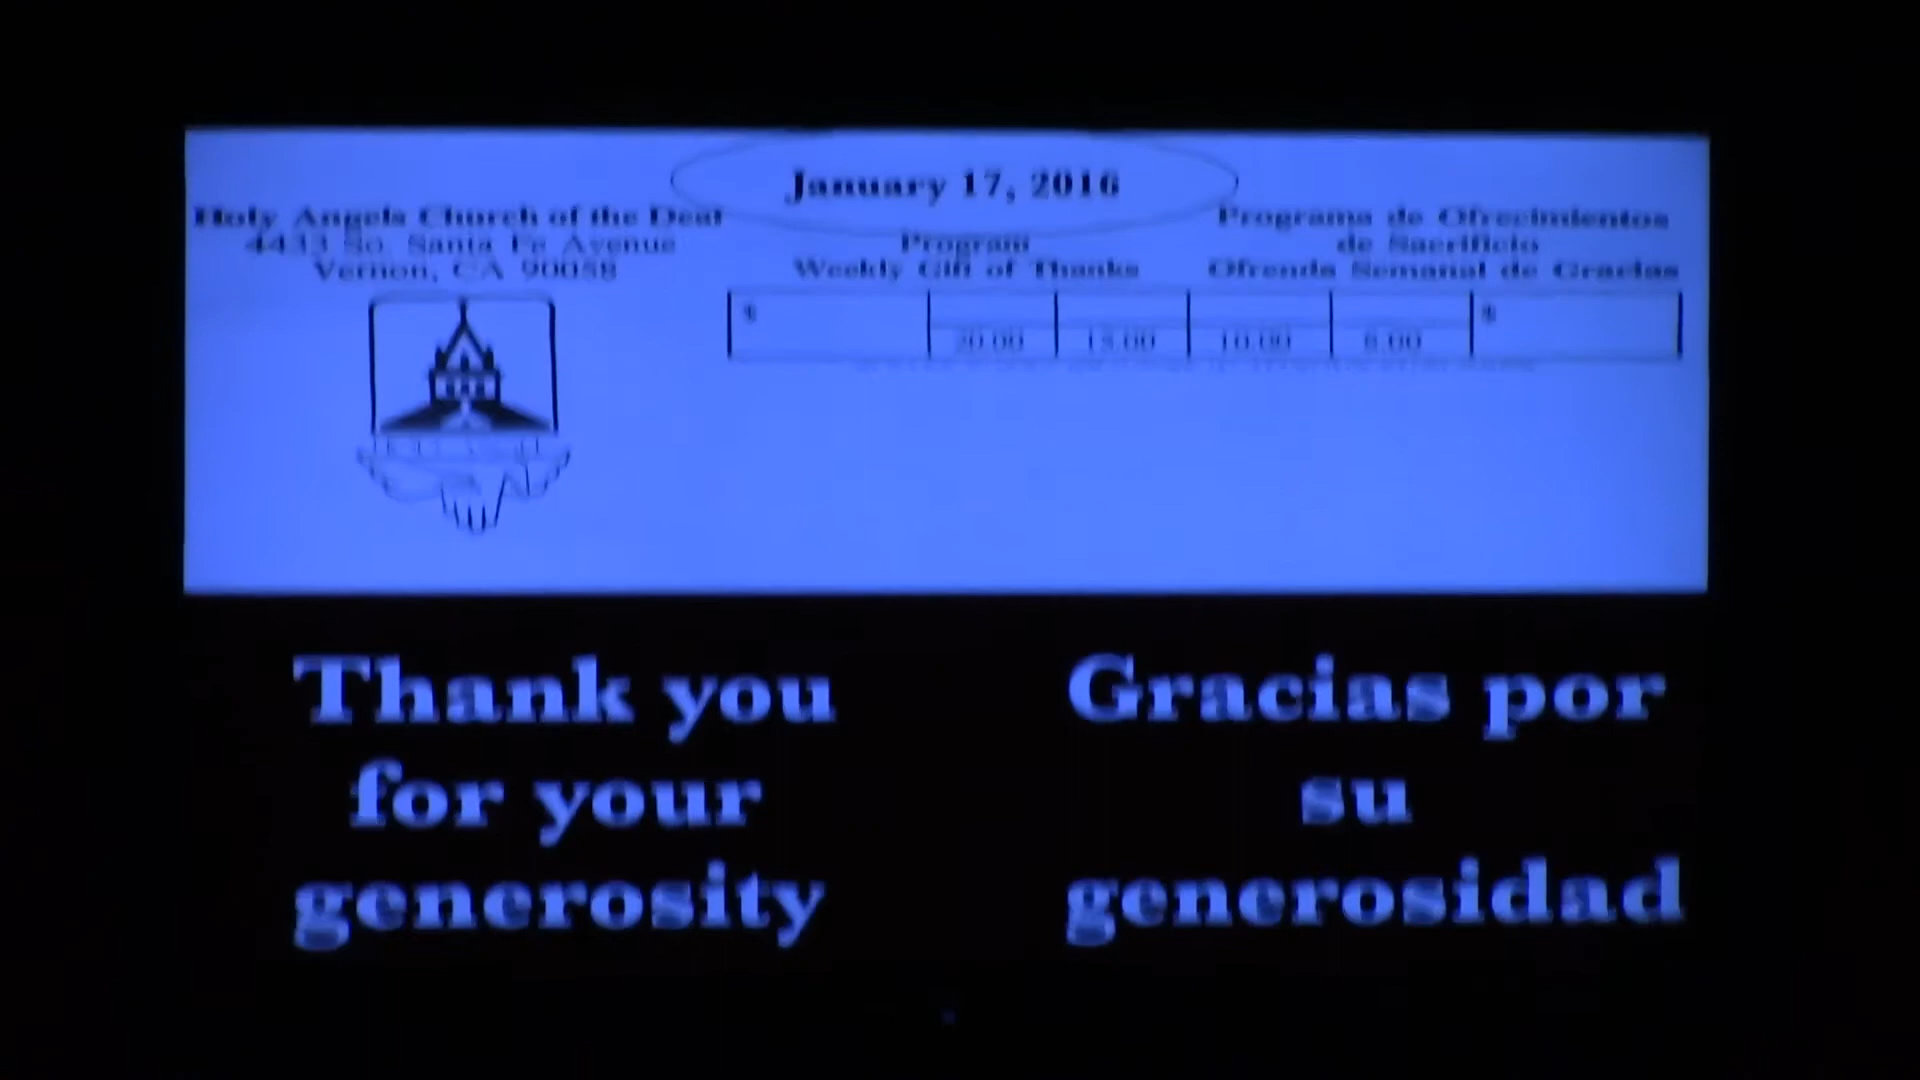 January 17, 2016
Holy Angels Church of the Deaf
4433 So. Santa Fe Avenue
Vernon, CA 90058
Program
Weekly Gift of Thanks
Programa de Ofrecimientos
de Sacrificio
Ofrenda Semanal de Gracias
$ $
20.00 15.00 10.00
Thank you
for your
generosity
Gracias por
su
generosidad